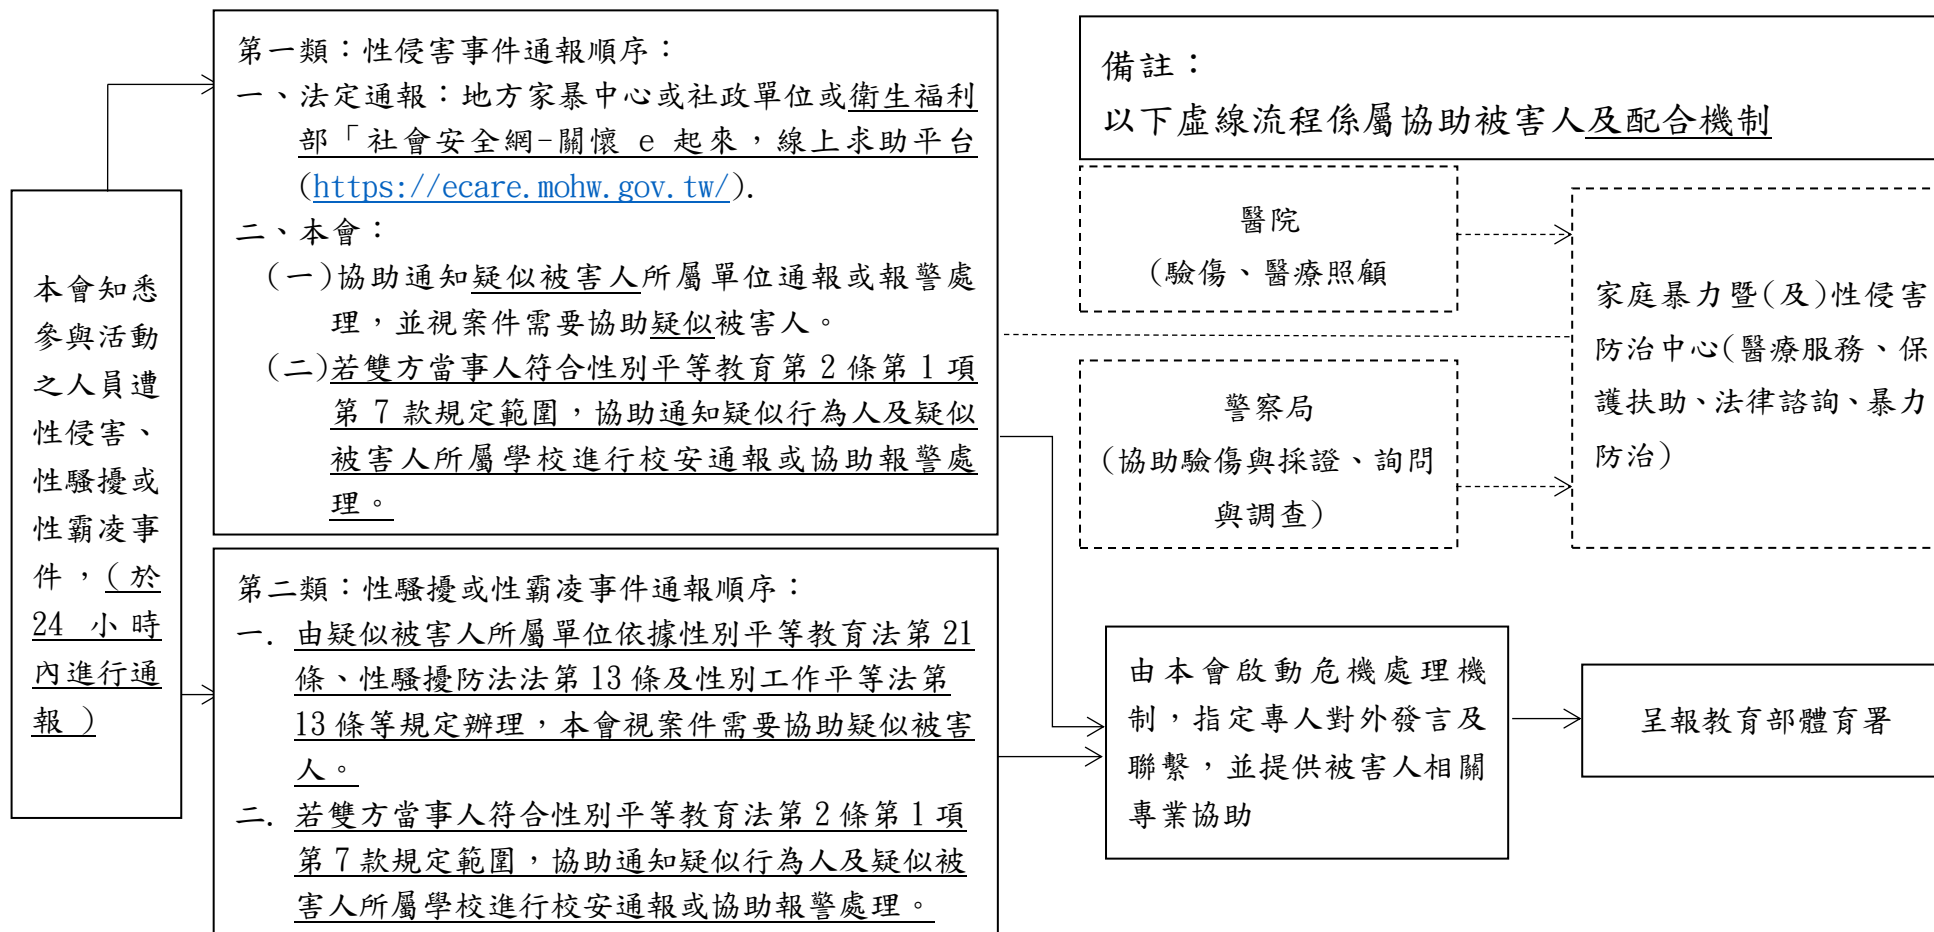 本會知悉
參與活動
之人員遭
性侵害、
性騷擾或
性霸凌事
件，(於
24 小時
內進行通
報)
第一類：性侵害事件通報順序：
一、法定通報：地方家暴中心或社政單位或衛生福利
部「社會安全網-關懷 e 起來，線上求助平台
(https://ecare.mohw.gov.tw/).
二、本會：
(一)協助通知疑似被害人所屬單位通報或報警處
理，並視案件需要協助疑似被害人。
(二)若雙方當事人符合性別平等教育第 2 條第 1 項
第 7 款規定範圍，協助通知疑似行為人及疑似
被害人所屬學校進行校安通報或協助報警處
理。
第二類：性騷擾或性霸凌事件通報順序：
一. 由疑似被害人所屬單位依據性別平等教育法第 21
條、性騷擾防法法第 13 條及性別工作平等法第
13 條等規定辦理，本會視案件需要協助疑似被害
人。
二. 若雙方當事人符合性別平等教育法第 2 條第 1 項
第 7 款規定範圍，協助通知疑似行為人及疑似被
害人所屬學校進行校安通報或協助報警處理。
備註：
以下虛線流程係屬協助被害人及配合機制
醫院
(驗傷、醫療照顧
警察局
(協助驗傷與採證、詢問
與調查)
家庭暴力暨(及)性侵害
防治中心(醫療服務、保
護扶助、法律諮詢、暴力
防治)
由本會啟動危機處理機
制，指定專人對外發言及
聯繫，並提供被害人相關
專業協助
呈報教育部體育署